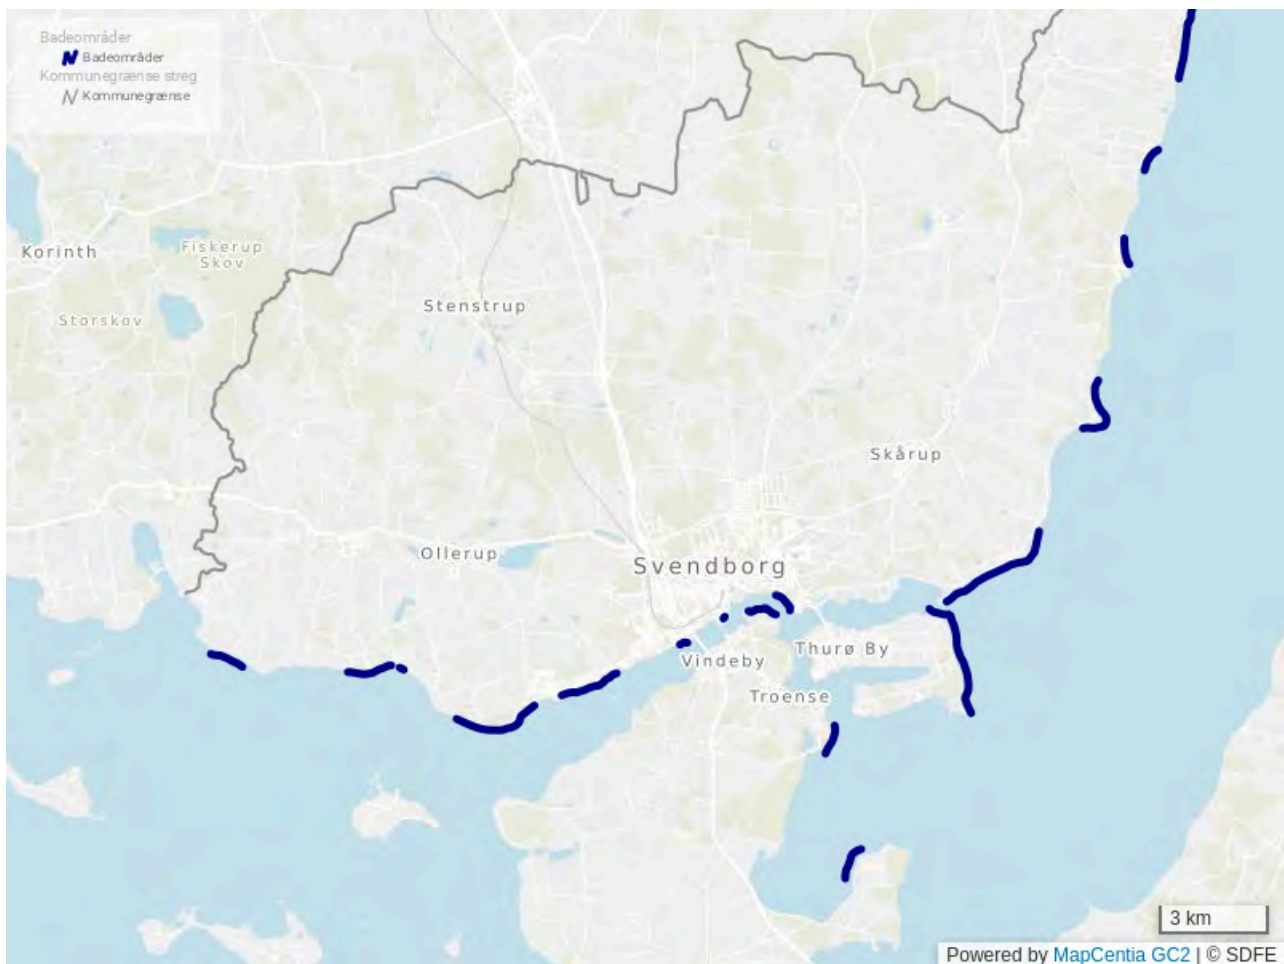 Badeområder
Badeområder
Kommunegrænse streg
Kommunegrænse
Korinth
Fiskerup
Skov
Storskov
Stenstrup
Skårup
Ollerup
Svendborg
Vindeby
Thurø By
Troense
3 km
Powered by MapCentia GC2 | © SDFE